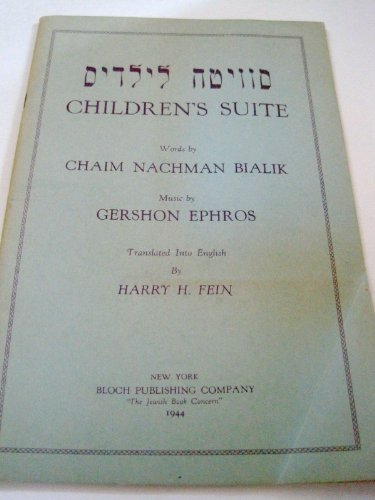 סוויטה לילדים
CHILDREN'S SUITE
Words by
CHAIM NACHMAN BIALIK
Music by
GERSHON EPHROS
Translated Into English
By
HARRY H. FEIN
NEW YORK
BLOCH PUBLISHING COMPANY
"The Jewish Book Concern"
1944